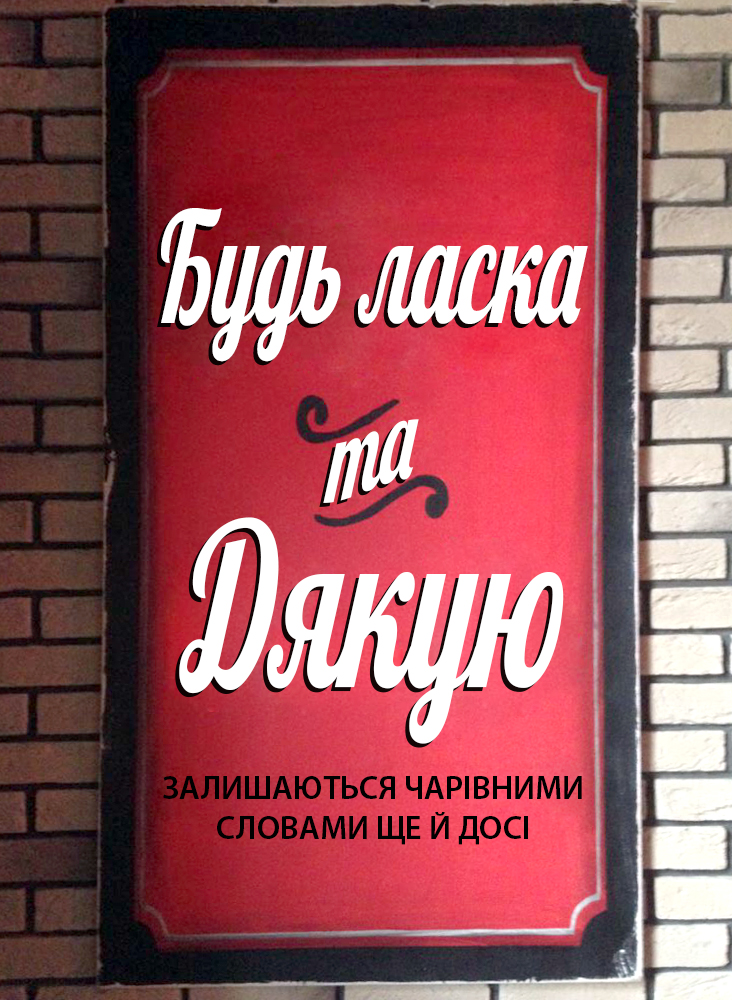 Будь ласка
та
Дякую
ЗАЛИШАЮТЬСЯ ЧАРІВНИМИ
СЛОВАМИ ЩЕ Й ДОСІ